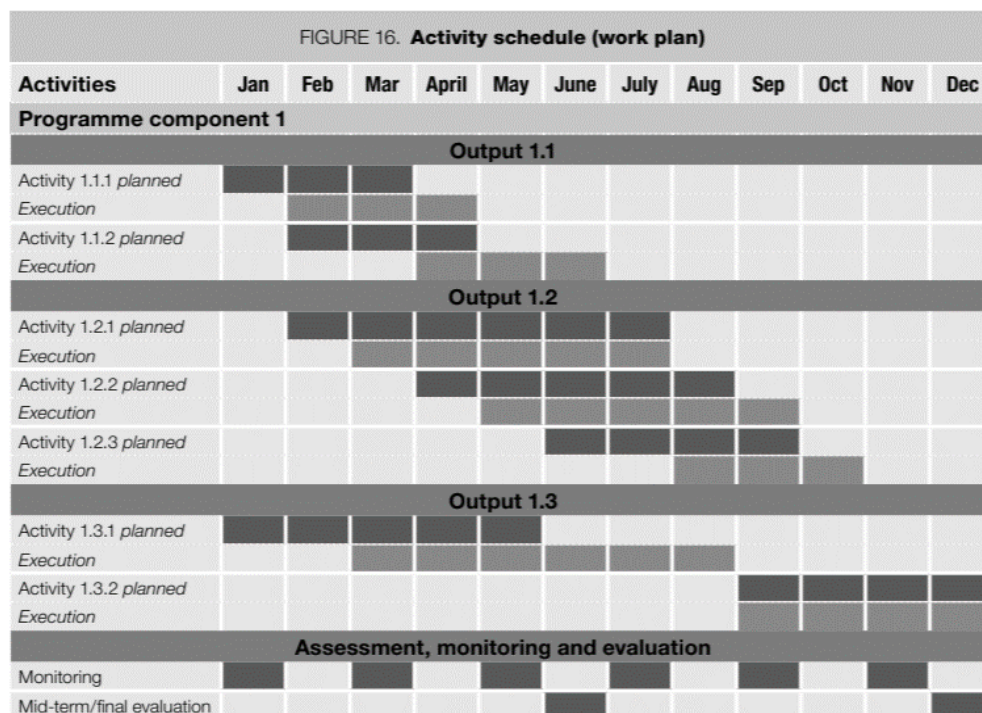 FIGURE 16. Activity schedule (work plan)
Activities Jan Feb Mar April May June July Aug Sep Oct Nov Dec
Programme component 1
Output 1.1
Activity 1.1.1 planned
Execution
Activity 1.1.2 planned
Execution
Output 1.2
Activity 1.2.1 planned
Execution
Activity 1.2.2 planned
Execution
Activity 1.2.3 planned
Execution
Output 1.3
Activity 1.3.1 planned
Execution
Activity 1.3.2 planned
Execution
Assessment, monitoring and evaluation
Monitoring
Mid-term/final evaluation